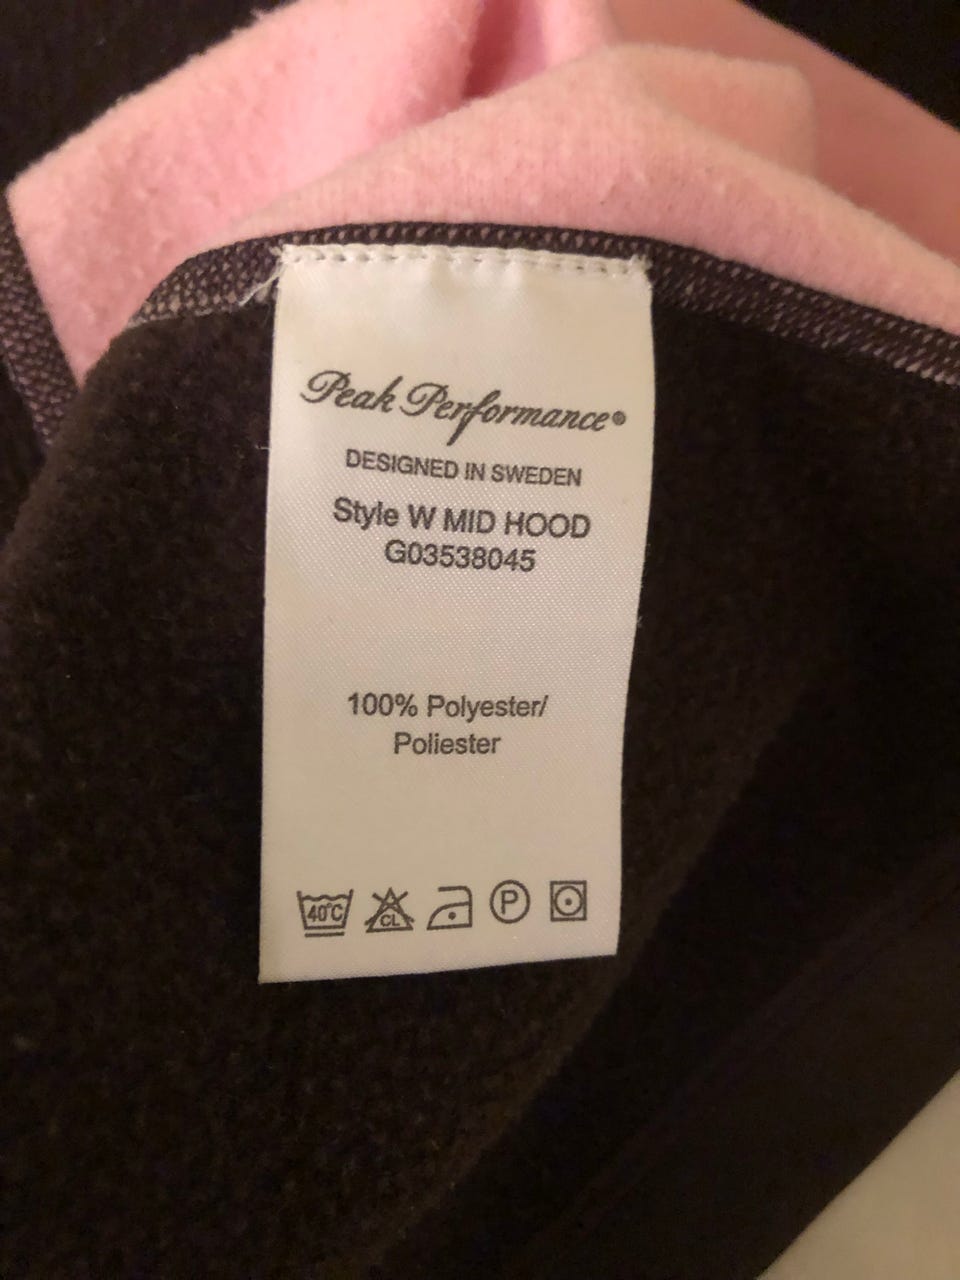 Peak Performance®
DESIGNED IN SWEDEN
Style W MID HOOD
G03538045
100% Polyester/
Poliester
40°C CL P